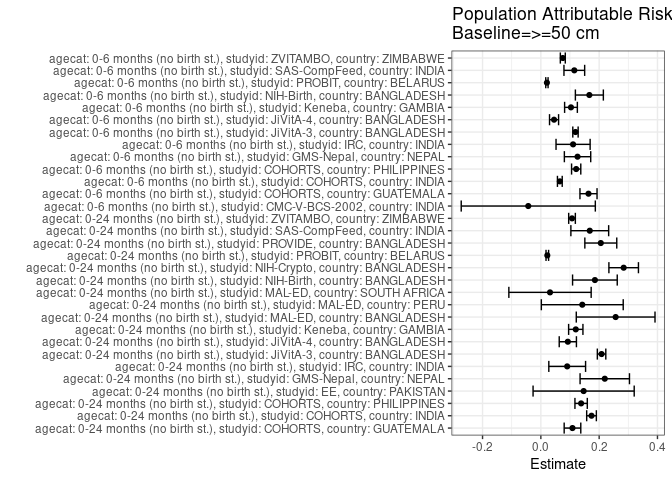 Population Attributable Risk
Baseline=>=50 cm
agecat: 0-6 months (no birth st.), studyid: ZVITAMBO, country: ZIMBABWE
agecat: 0-6 months (no birth st.), studyid: SAS-CompFeed, country: INDIA
agecat: 0-6 months (no birth st.), studyid: PROBIT, country: BELARUS
agecat: 0-6 months (no birth st.), studyid: NIH-Birth, country: BANGLADESH
agecat: 0-6 months (no birth st.), studyid: Keneba, country: GAMBIA
agecat: 0-6 months (no birth st.), studyid: JiVitA-4, country: BANGLADESH
agecat: 0-6 months (no birth st.), studyid: JiVitA-3, country: BANGLADESH
agecat: 0-6 months (no birth st.), studyid: IRC, country: INDIA
agecat: 0-6 months (no birth st.), studyid: GMS-Nepal, country: NEPAL
agecat: 0-6 months (no birth st.), studyid: COHORTS, country: PHILIPPINES
agecat: 0-6 months (no birth st.), studyid: COHORTS, country: INDIA
agecat: 0-6 months (no birth st.), studyid: COHORTS, country: GUATEMALA
agecat: 0-6 months (no birth st.), studyid: CMC-V-BCS-2002, country: INDIA
agecat: 0-24 months (no birth st.), studyid: ZVITAMBO, country: ZIMBABWE
agecat: 0-24 months (no birth st.), studyid: SAS-CompFeed, country: INDIA
agecat: 0-24 months (no birth st.), studyid: PROVIDE, country: BANGLADESH
agecat: 0-24 months (no birth st.), studyid: PROBIT, country: BELARUS
agecat: 0-24 months (no birth st.), studyid: NIH-Crypto, country: BANGLADESH
agecat: 0-24 months (no birth st.), studyid: NIH-Birth, country: BANGLADESH
agecat: 0-24 months (no birth st.), studyid: MAL-ED, country: SOUTH AFRICA
agecat: 0-24 months (no birth st.), studyid: MAL-ED, country: PERU
agecat: 0-24 months (no birth st.), studyid: MAL-ED, country: BANGLADESH
agecat: 0-24 months (no birth st.), studyid: Keneba, country: GAMBIA
agecat: 0-24 months (no birth st.), studyid: JiVitA-4, country: BANGLADESH
agecat: 0-24 months (no birth st.), studyid: JiVitA-3, country: BANGLADESH
agecat: 0-24 months (no birth st.), studyid: IRC, country: INDIA
agecat: 0-24 months (no birth st.), studyid: GMS-Nepal, country: NEPAL
agecat: 0-24 months (no birth st.), studyid: EE, country: PAKISTAN
agecat: 0-24 months (no birth st.), studyid: COHORTS, country: PHILIPPINES
agecat: 0-24 months (no birth st.), studyid: COHORTS, country: INDIA
agecat: 0-24 months (no birth st.), studyid: COHORTS, country: GUATEMALA
-0.2 0.0 0.2 0.4
Estimate